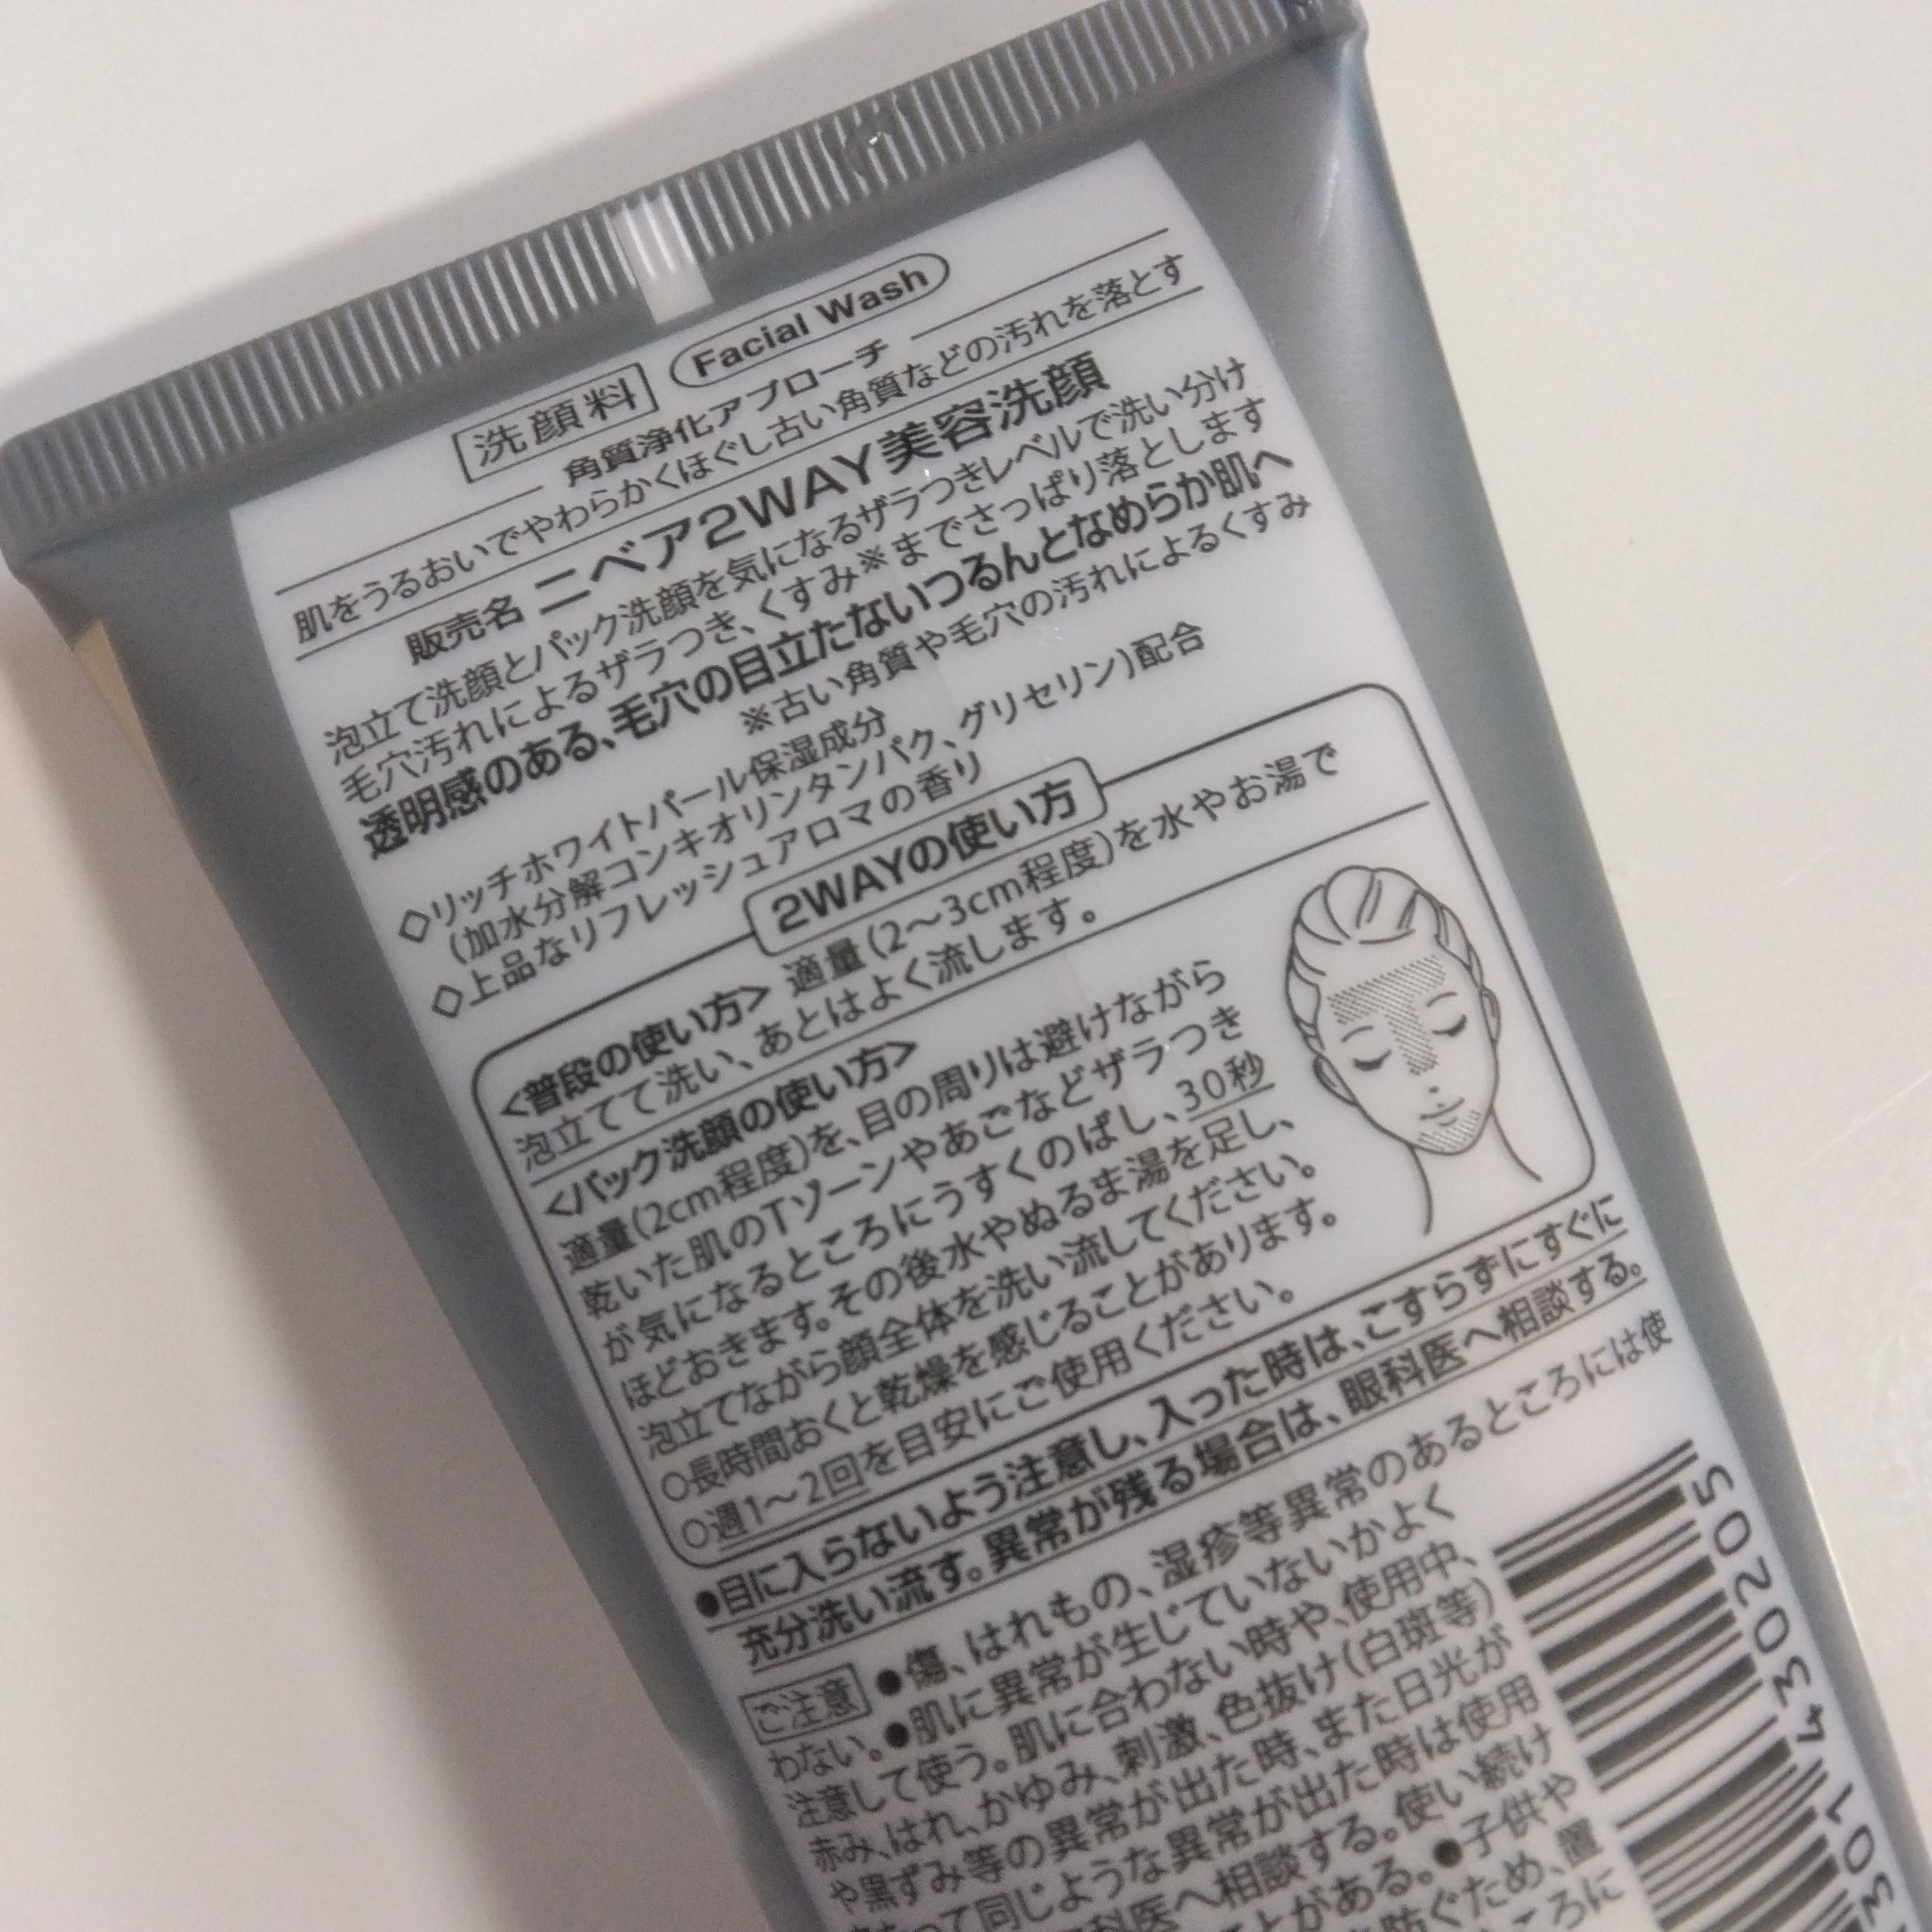 洗顔料 Facial Wash
角質浄化アプローチ
肌をうるおいでやわらかくほぐし古い角質などの汚れを落とす
販売名 ニベア2WAY美容洗顔
泡立て洗顔とパック洗顔を気になるザラつきレベルで洗い分け
毛穴汚れによるザラつき、くすみ※までさっぱり落とします
透明感のある、毛穴の目立たないつるんとなめらか肌へ
※古い角質や毛穴の汚れによるくすみ
◇リッチホワイトパール保湿成分
(加水分解コンキオリンタンパク、グリセリン)配合
◇上品なリフレッシュアロマの香り
2WAYの使い方
<普段の使い方> 適量(2〜3cm程度)を水やお湯で
泡立てて洗い、あとはよく流します。
<パック洗顔の使い方>
適量(2cm程度)を、目の周りは避けながら
乾いた肌のTゾーンやあごなどザラつき
が気になるところにうすくのばし、30秒
ほどおきます。その後水やぬるま湯を足し、
泡立てながら顔全体を洗い流してください。
○長時間おくと乾燥を感じることがあります。
○週1〜2回を目安にご使用ください。
●目に入らないよう注意し、入った時は、こすらずにすぐに
充分洗い流す。異常が残る場合は、眼科医へ相談する。
ご注意 ●傷、はれもの、湿疹等異常のあるところには使
わない。●肌に異常が生じていないかよく
注意して使う。肌に合わない時や、使用中、
赤み、はれ、かゆみ、刺激、色抜け(白斑等)
や黒ずみ等の異常が出た時、また日光が
て同じような異常が出た時は使用
科医へ相談する。使い続け
とがある。●子供や
防ぐため、置
ころに
301 430205